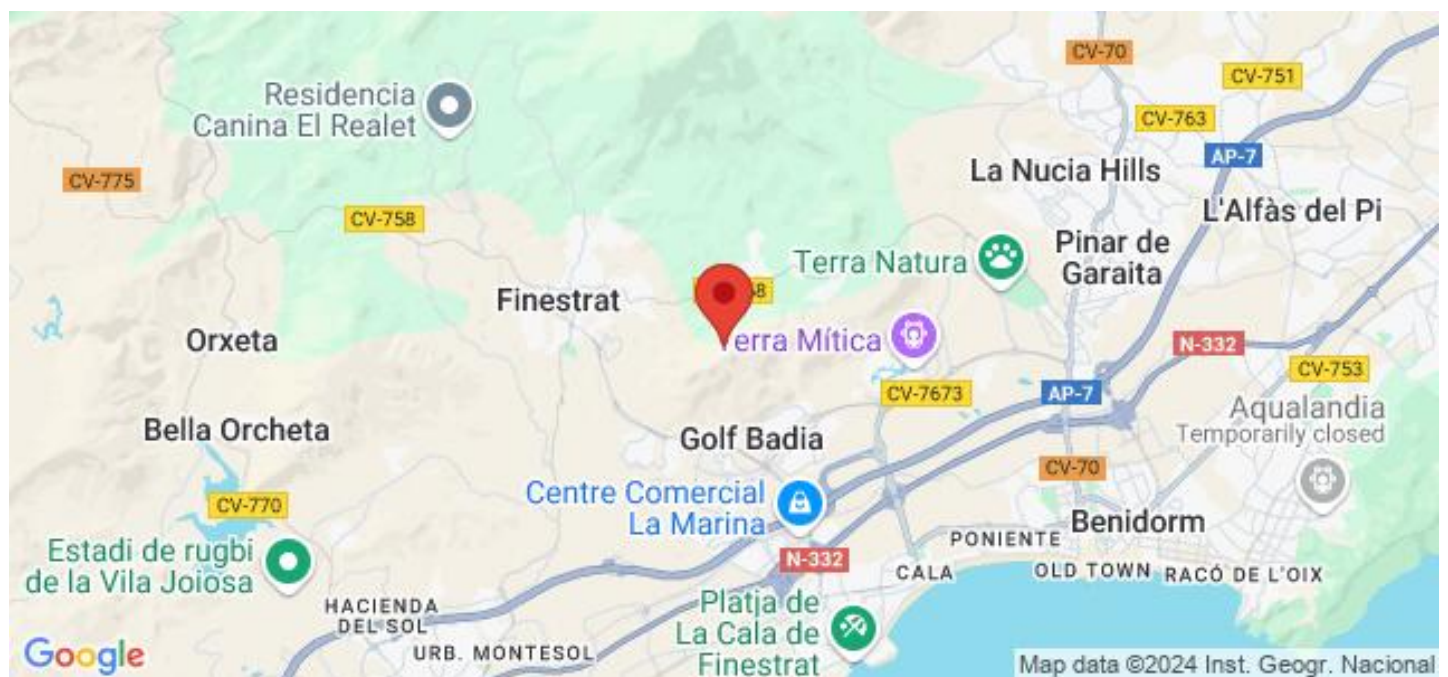 CV-70
CV-751
Residencia
Canina El Realet
CV-763
AP-7
La Nucia Hills
CV-775
CV-758
L'Alfàs del Pi
Pinar de
Garaita
Terra Natura
Finestrat
8
Orxeta
Terra Mítica
N-332
CV-753
CV-7673
AP-7
Aqualandia
Temporarily closed
Bella Orcheta
Golf Badia
CV-70
Centre Comercial
La Marina
CV-770
Benidorm
PONIENTE
Estadi de rugbi
de la Vila Joiosa
N-332
CALA
OLD TOWN
RACÓ DE L'OIX
HACIENDA
DEL SOL
Platja de
La Cala de
Finestrat
URB. MONTESOL
Google
Map data ©2024 Inst. Geogr. Nacional